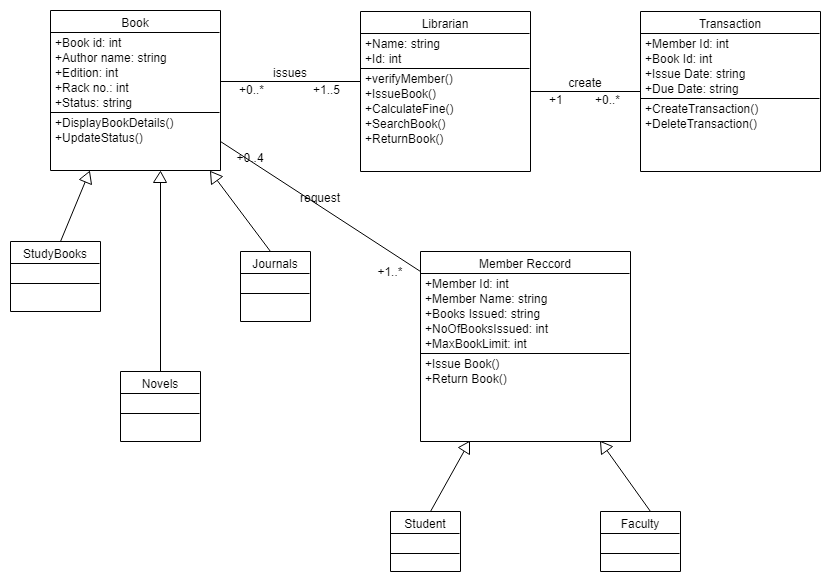 Book
+Book id: int
+Author name: string
+Edition: int
+Rack no.: int
+Status: string
+DisplayBookDetails()
+UpdateStatus()
issues
+0..*
+1..5
Librarian
+Name: string
+Id: int
+verifyMember()
+IssueBook()
+CalculateFine()
+SearchBook()
+ReturnBook()
create
+1
+0..*
Transaction
+Member Id: int
+Book Id: int
+Issue Date: string
+Due Date: string
+CreateTransaction()
+DeleteTransaction()
+0..4
request
+1..*
StudyBooks
Journals
Novels
Member Reccord
+Member Id: int
+Member Name: string
+Books Issued: string
+NoOfBooksIssued: int
+MaxBookLimit: int
+Issue Book()
+Return Book()
Student
Faculty